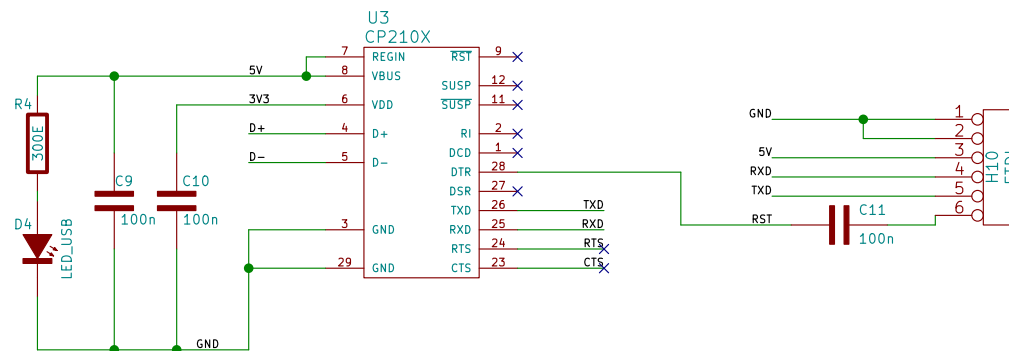 U3
CP210X
7 REGIN RST 9
5V 8 VBUS
SUSP 12
3V3 6 VDD SUSP 11
D+ 4 D+ RI 2
D- 5 D- DCD 1
DTR 28
DSR 27
TXD 26 TXD
3 GND RXD 25 RXD
RTS 24 RTS
29 GND CTS 23 CTS
R4
300E
C9
100n
C10
100n
D4
LED_USB
GND
GND 1
2
5V 3
RXD 4
TXD 5
RST 6
C11
100n
H10